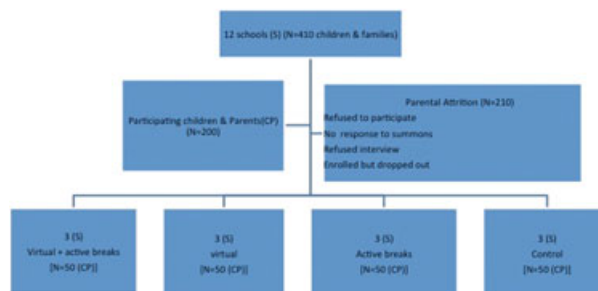 12 schools (S) (N=410 children & families)
Participating children & Parents(CP)
(N=200)
Parental Attrition (N=210)
Refused to participate
No response to summons
Refused interview
Enrolled but dropped out
3 (S)
Virtual + active breaks
[N=50 (CP)]
3 (S)
virtual
[N=50 (CP)]
3 (S)
Active breaks
[N=50 (CP)]
3 (S)
Control
[N=50 (CP)]